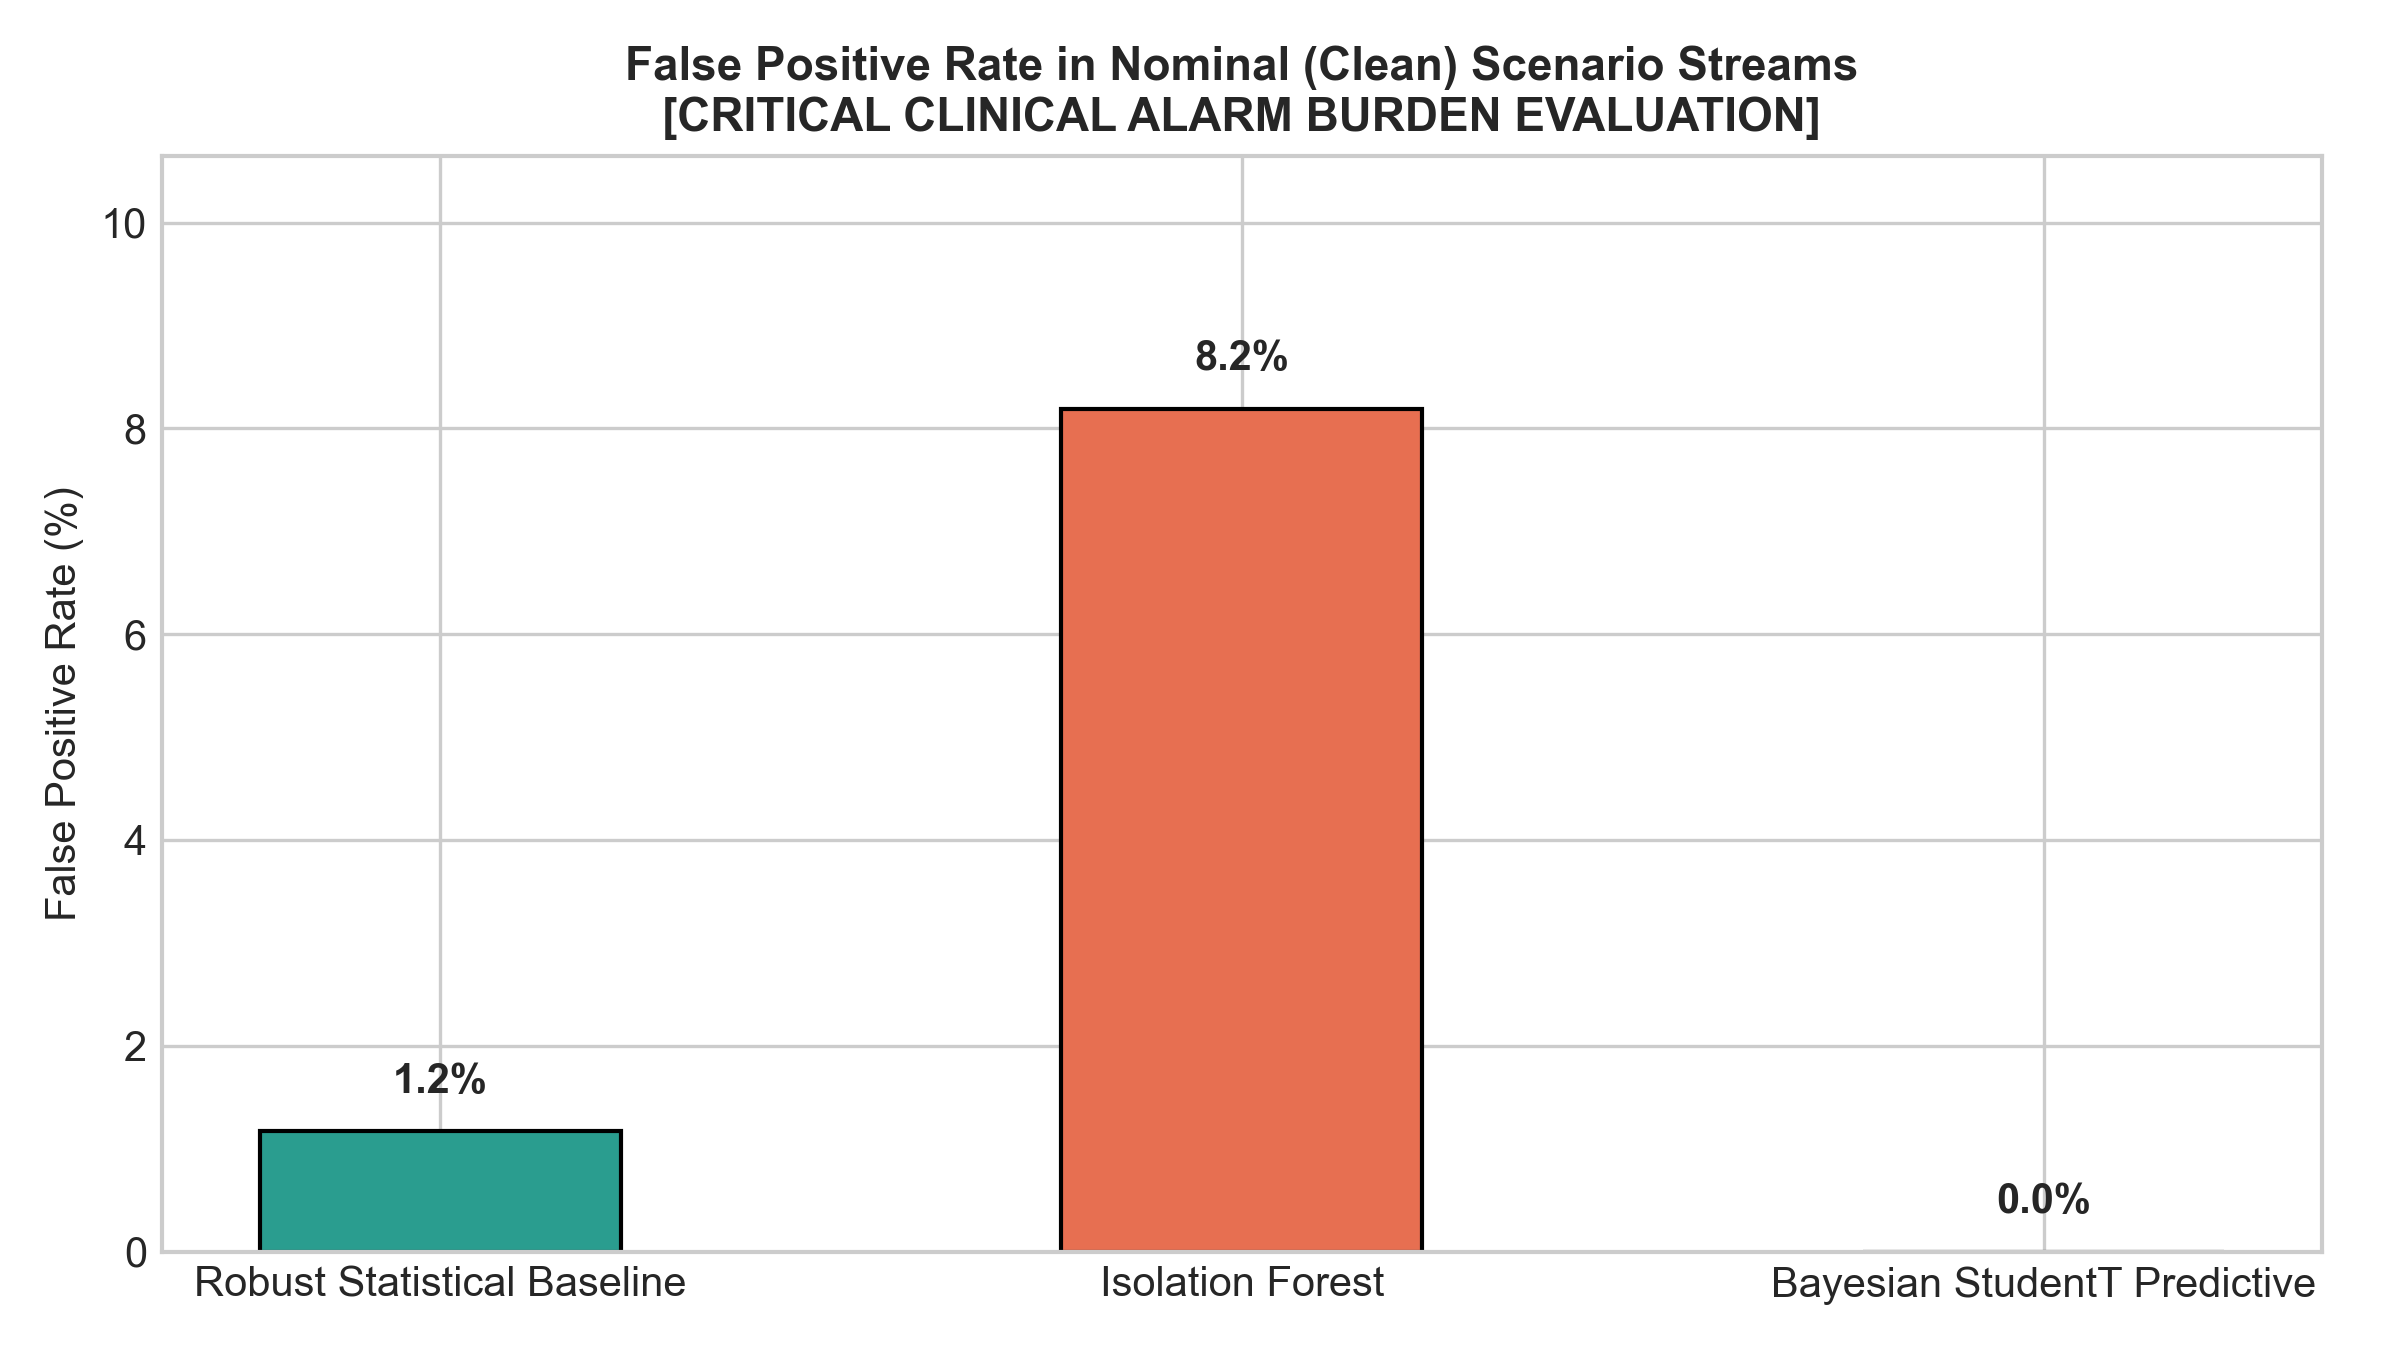 False Positive Rate in Nominal (Clean) Scenario Streams
[CRITICAL CLINICAL ALARM BURDEN EVALUATION]
False Positive Rate (%)
10
8
6
4
2
0
1.2%
8.2%
0.0%
Robust Statistical Baseline
Isolation Forest
Bayesian StudentT Predictive